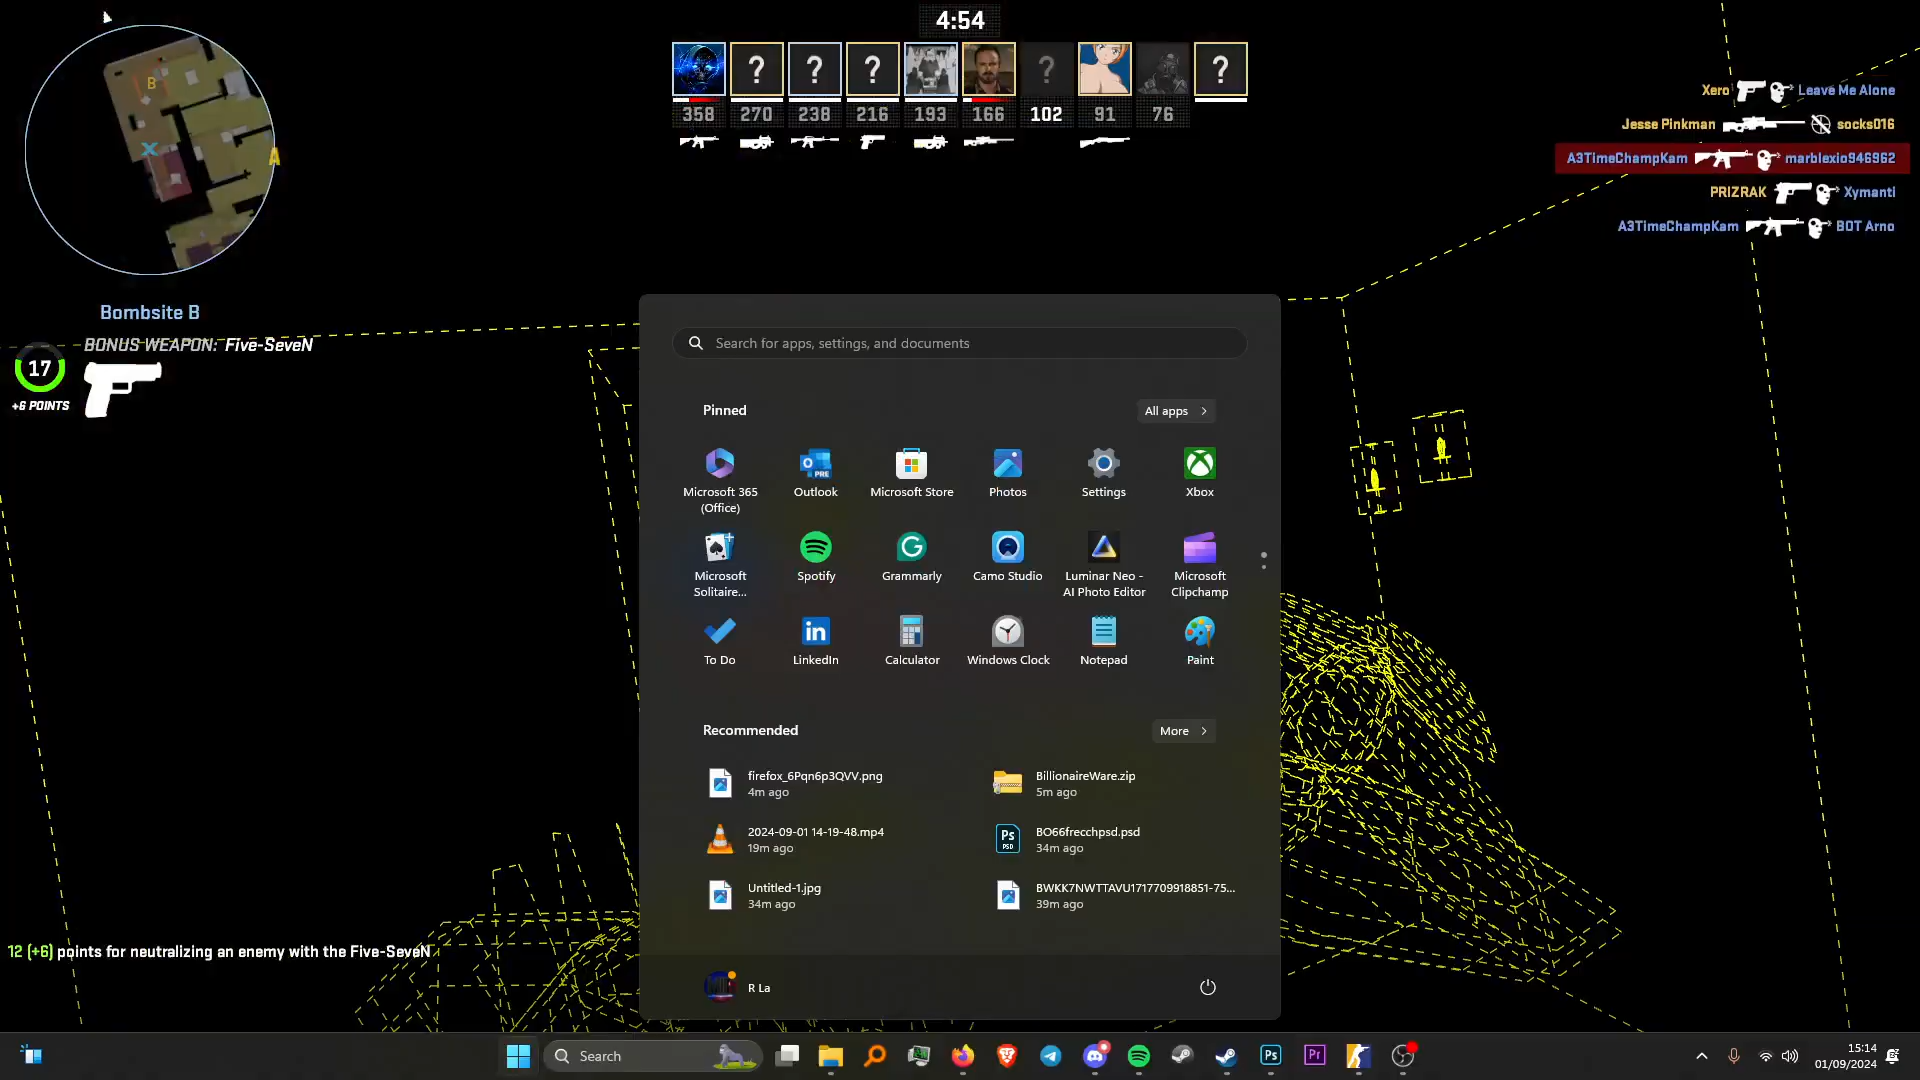 4:54
358
270
238
216
193
166
102
91
76
B
A
Xero Leave Me Alone
Jesse Pinkman socks016
A3TimeChampKam marblexio946962
PRIZRAK Xymanti
A3TimeChampKam BOT Arno
Bombsite B
BONUS WEAPON: Five-SeveN
17
+6 POINTS
12 (+6) points for neutralizing an enemy with the Five-SeveN
Search for apps, settings, and documents
Pinned
All apps
Microsoft 365
(Office)
Outlook
Microsoft Store
Photos
Settings
Xbox
Microsoft
Solitaire...
Spotify
Grammarly
Camo Studio
Luminar Neo -
AI Photo Editor
Microsoft
Clipchamp
To Do
LinkedIn
Calculator
Windows Clock
Notepad
Paint
Recommended
More
firefox_6Pqn6p3QVV.png
4m ago
BillionaireWare.zip
5m ago
2024-09-01 14-19-48.mp4
19m ago
BO66frecchpsd.psd
34m ago
Untitled-1.jpg
34m ago
BWKK7NWTTAVU1717709918851-75...
39m ago
R La
Search
15:14
01/09/2024